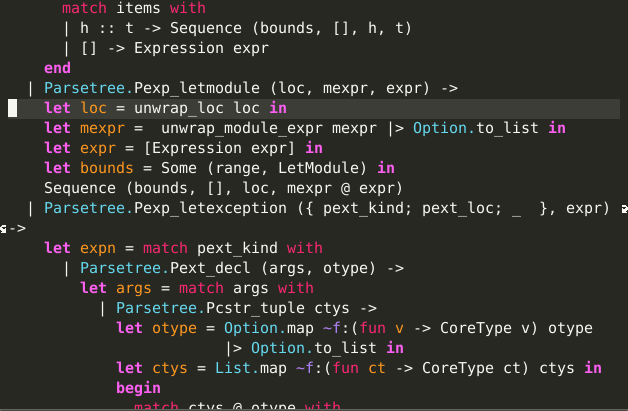 match items with
| h :: t -> Sequence (bounds, [], h, t)
| [] -> Expression expr
end
| Parsetree.Pexp_letmodule (loc, mexpr, expr) ->
let loc = unwrap_loc loc in
let mexpr =  unwrap_module_expr mexpr |> Option.to_list in
let expr = [Expression expr] in
let bounds = Some (range, LetModule) in
Sequence (bounds, [], loc, mexpr @ expr)
| Parsetree.Pexp_letexception ({ pext_kind; pext_loc; _  }, expr)
->
let expn = match pext_kind with
| Parsetree.Pext_decl (args, otype) ->
let args = match args with
| Parsetree.Pcstr_tuple ctys ->
let otype = Option.map ~f:(fun v -> CoreType v) otype
|> Option.to_list in
let ctys = List.map ~f:(fun ct -> CoreType ct) ctys in
begin
match ctys @ otype with